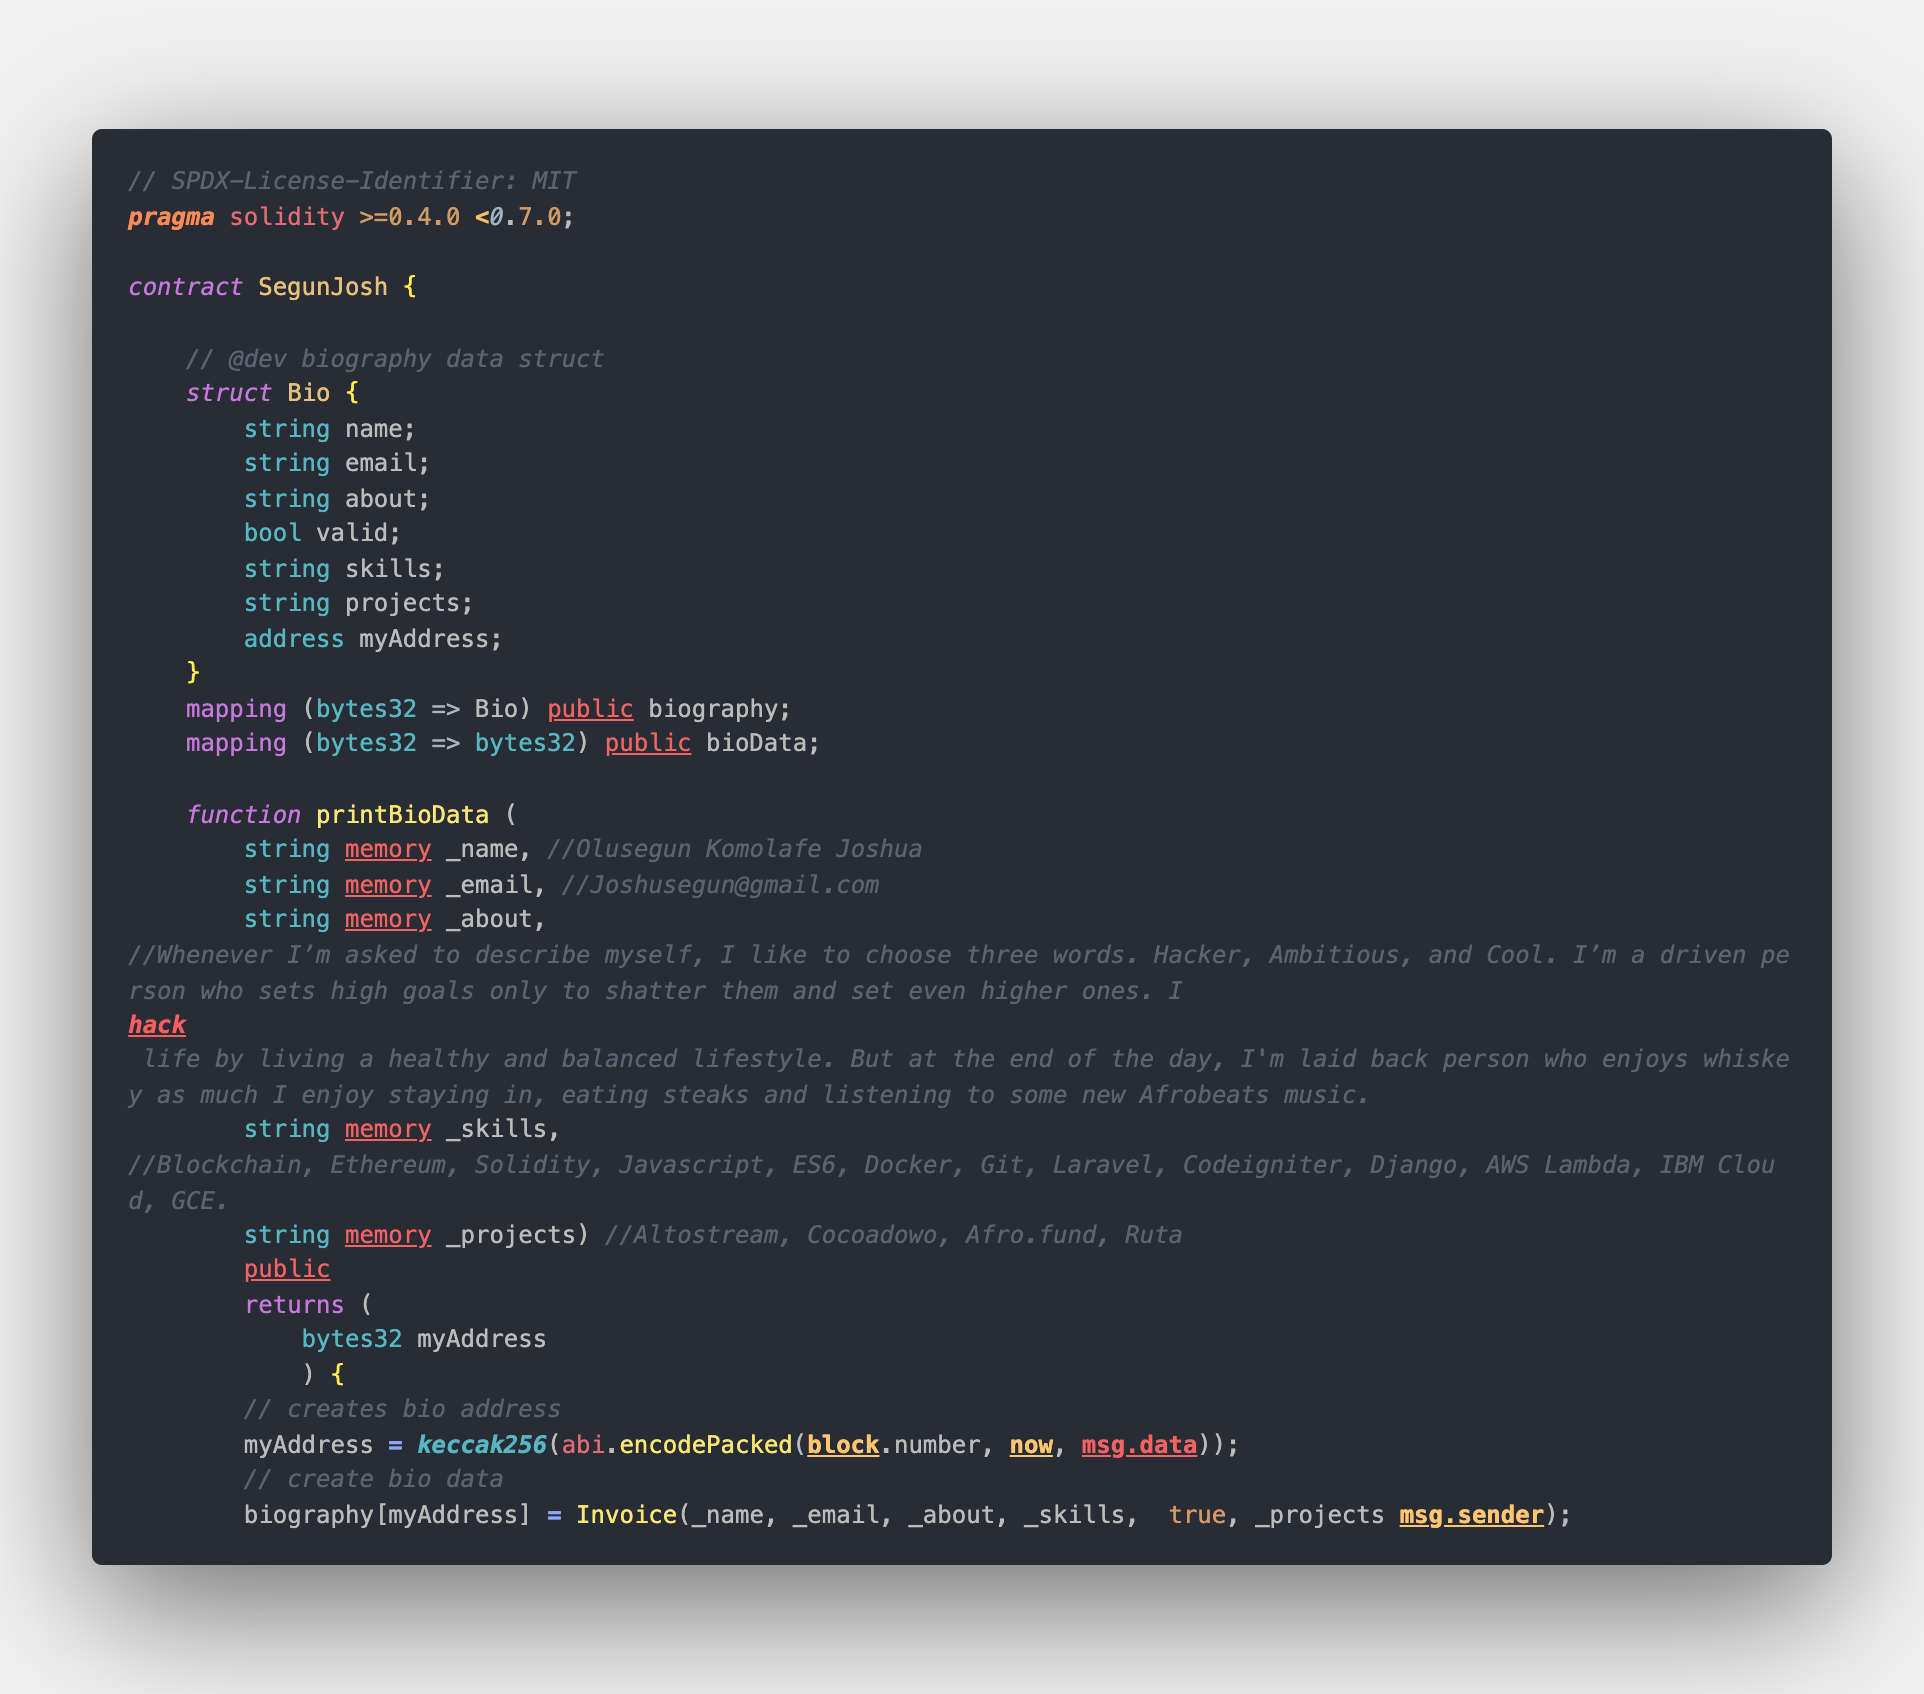 // SPDX-License-Identifier: MIT
pragma solidity >=0.4.0 <0.7.0;
contract SegunJosh {
// @dev biography data struct
struct Bio {
string name;
string email;
string about;
bool valid;
string skills;
string projects;
address myAddress;
}
mapping (bytes32 => Bio) public biography;
mapping (bytes32 => bytes32) public bioData;
function printBioData (
string memory _name, //Olusegun Komolafe Joshua
string memory _email, //Joshusegun@gmail.com
string memory _about,
//Whenever I’m asked to describe myself, I like to choose three words. Hacker, Ambitious, and Cool. I’m a driven pe
rson who sets high goals only to shatter them and set even higher ones. I
hack
life by living a healthy and balanced lifestyle. But at the end of the day, I'm laid back person who enjoys whiske
y as much I enjoy staying in, eating steaks and listening to some new Afrobeats music.
string memory _skills,
//Blockchain, Ethereum, Solidity, Javascript, ES6, Docker, Git, Laravel, Codeigniter, Django, AWS Lambda, IBM Clou
d, GCE.
string memory _projects) //Altostream, Cocoadowo, Afro.fund, Ruta
public
returns (
bytes32 myAddress
) {
// creates bio address
myAddress = keccak256(abi.encodePacked(block.number, now, msg.data));
// create bio data
biography[myAddress] = Invoice(_name, _email, _about, _skills,  true, _projects msg.sender);